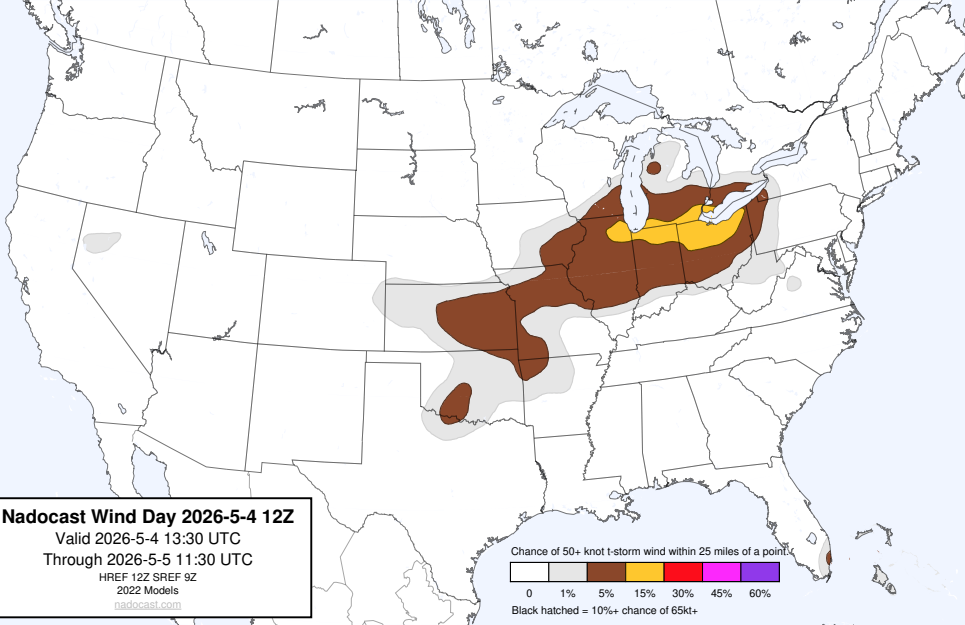 Nadocast Wind Day 2026-5-4 12Z
Valid 2026-5-4 13:30 UTC
Through 2026-5-5 11:30 UTC
HREF 12Z SREF 9Z
2022 Models
nadocast.com
Chance of 50+ knot t-storm wind within 25 miles of a point.
0 1% 5% 15% 30% 45% 60%
Black hatched = 10%+ chance of 65kt+